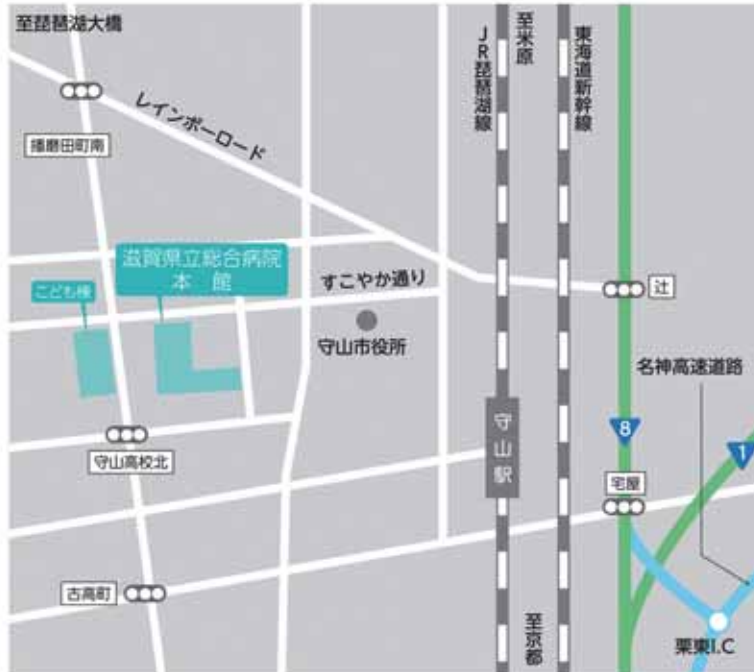 至琵琶湖大橋
播磨田町南
レインボーロード
JR琵琶湖線
至米原
東海道新幹線
滋賀県立総合病院
本館
こども棟
すこやか通り
守山市役所
辻
名神高速道路
8
1
守山駅
宅屋
守山高校北
古高町
至京都
栗東I.C